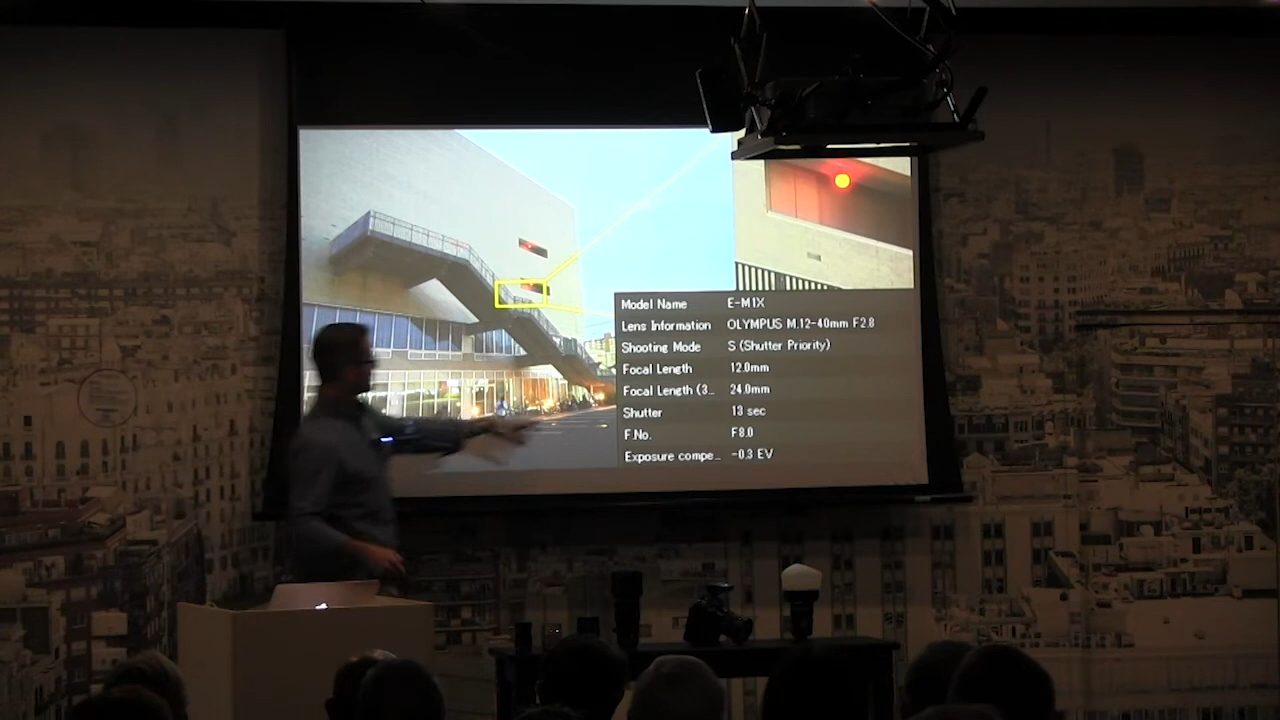 Model Name E-M1X
Lens Information OLYMPUS M.12-40mm F2.8
Shooting Mode S (Shutter Priority)
Focal Length 12.0mm
Focal Length (3... 24.0mm
Shutter 13 sec
F.No. F8.0
Exposure compe... -0.3 EV